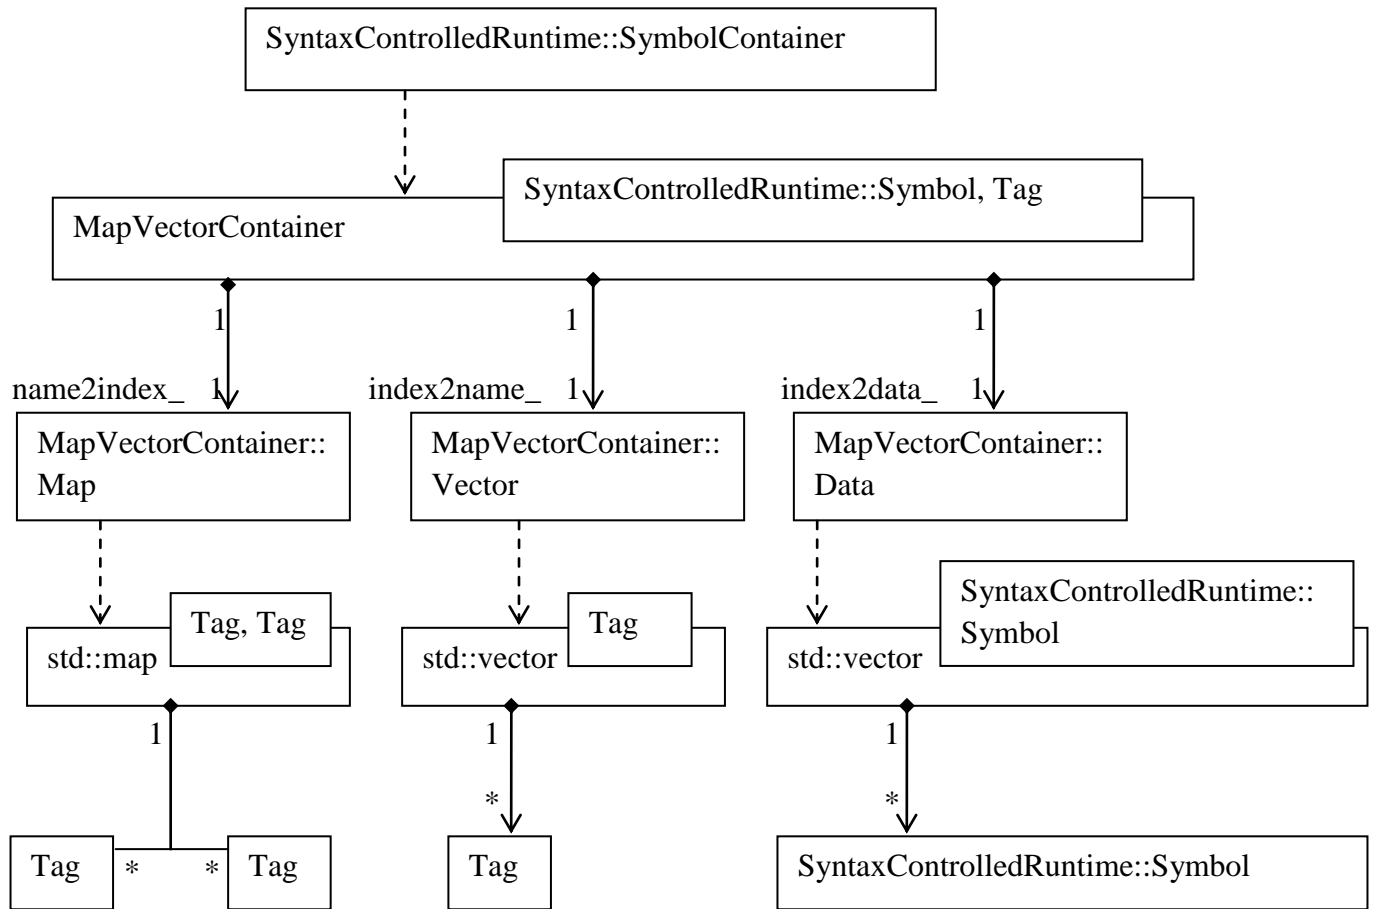 SyntaxControlledRuntime::SymbolContainer
SyntaxControlledRuntime::Symbol, Tag
MapVectorContainer
1
1
1
name2index_
1
index2name_
1
index2data_
1
MapVectorContainer::
Map
MapVectorContainer::
Vector
MapVectorContainer::
Data
Tag, Tag
std::map
Tag
std::vector
SyntaxControlledRuntime::
Symbol
std::vector
1
1
1
*
*
Tag
*
*
Tag
Tag
SyntaxControlledRuntime::Symbol